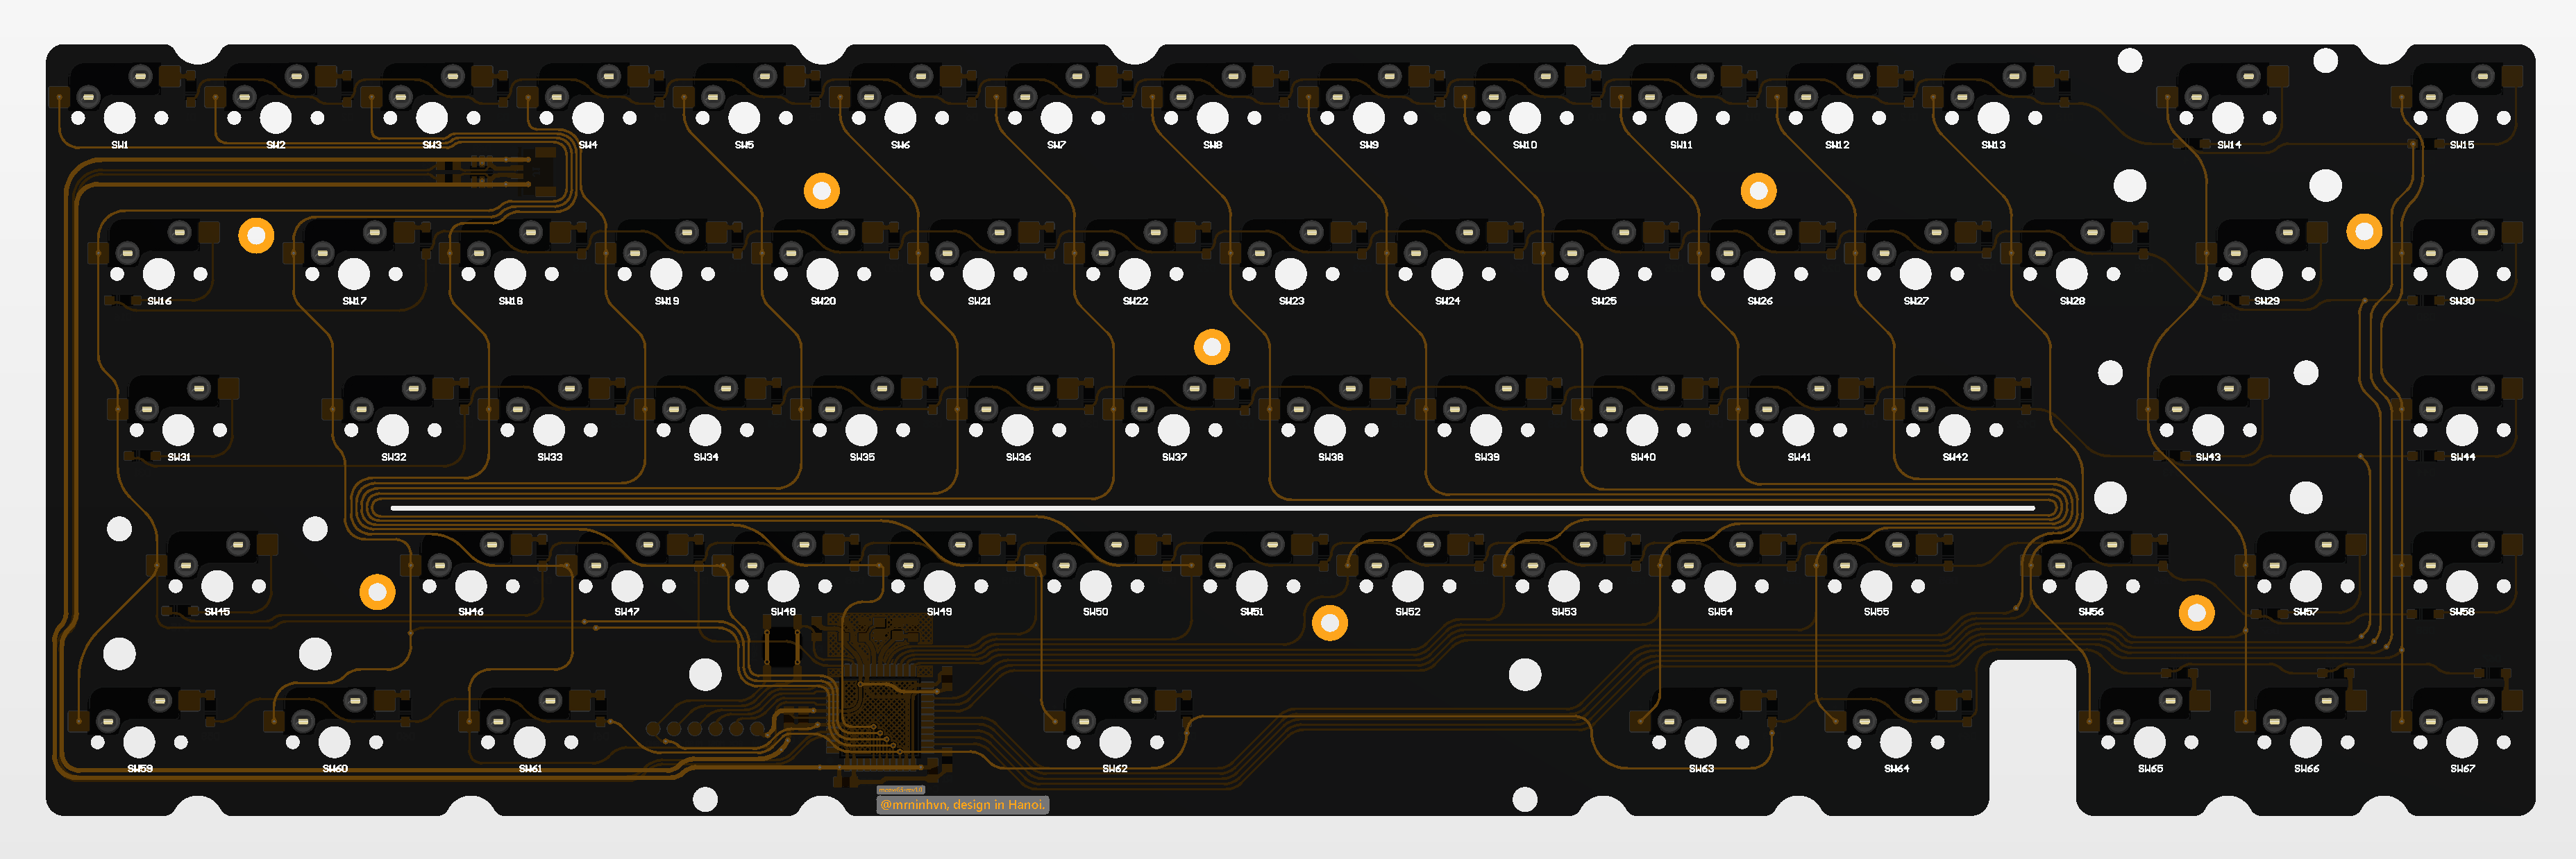 SW1 SW2 SW3 SW4 SW5 SW6 SW7 SW8 SW9 SW10 SW11 SW12 SW13 SW14 SW15
SW16 SW17 SW18 SW19 SW20 SW21 SW22 SW23 SW24 SW25 SW26 SW27 SW28 SW29 SW30
SW31 SW32 SW33 SW34 SW35 SW36 SW37 SW38 SW39 SW40 SW41 SW42 SW43 SW44
SW45 SW46 SW47 SW48 SW49 SW50 SW51 SW52 SW53 SW54 SW55 SW56 SW57 SW58
SW59 SW60 SW61 SW62 SW63 SW64 SW65 SW66 SW67
@mrninhvn, design in Hanoi.